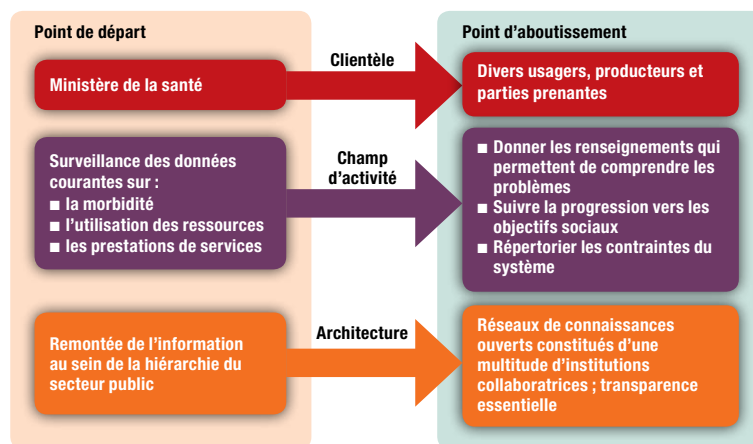 Point de départ
Point d'aboutissement
Clientèle
Ministère de la santé
Divers usagers, producteurs et
parties prenantes
Surveillance des données
courantes sur :
■ la morbidité
■ l'utilisation des ressources
■ les prestations de services
Champ
d'activité
■ Donner les renseignements qui
permettent de comprendre les
problèmes
■ Suivre la progression vers les
objectifs sociaux
■ Répertorier les contraintes du
système
Remontée de l'information
au sein de la hiérarchie du
secteur public
Architecture
Réseaux de connaissances
ouverts constitués d'une
multitude d'institutions
collaboratrices ; transparence
essentielle